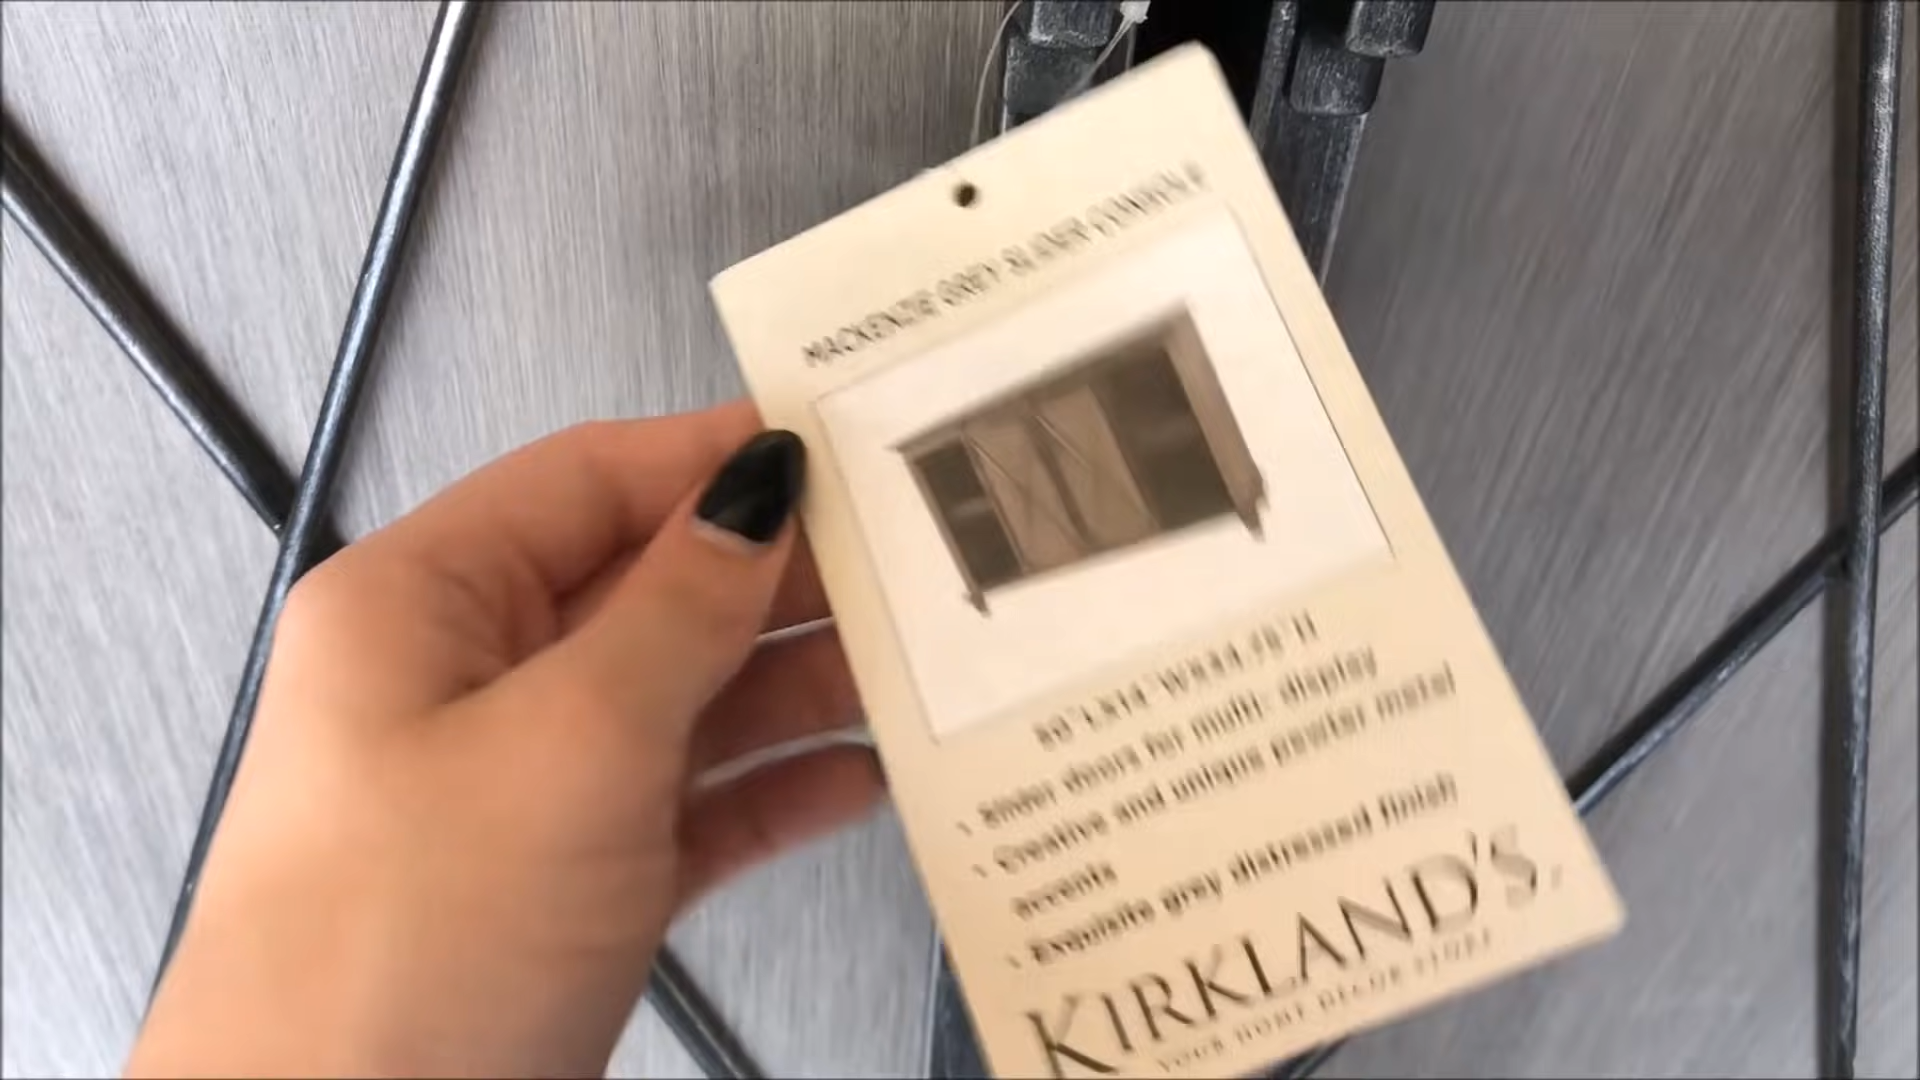 MACKENZIE GREY SLIDER CONSOLE
• Slider doors for multi- display
• Creative and unique pewter metal
accents
• Exquisite grey distressed finish
KIRKLAND'S.
YOUR HOME DECOR STORE